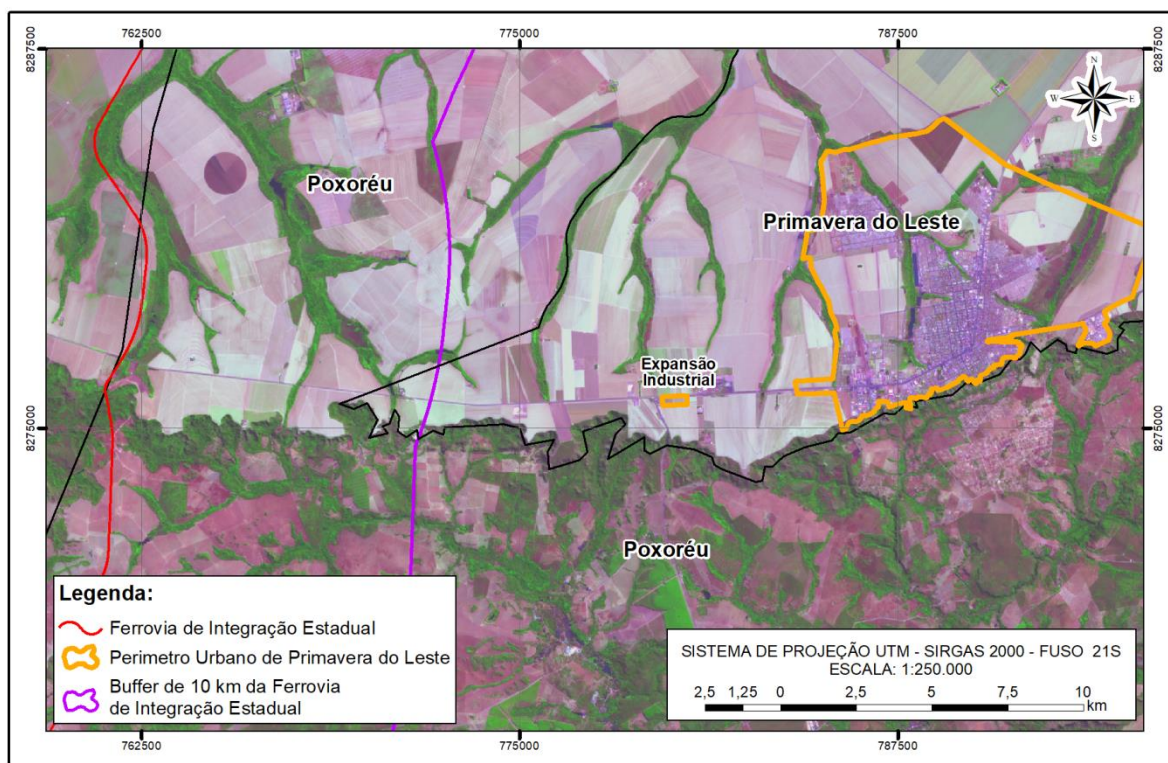 762500
775000
787500
8287500
8287500
N
W
E
S
Poxoréu
Primavera do Leste
Expansão
Industrial
8275000
8275000
Poxoréu
Legenda:
Ferrovia de Integração Estadual
Perimetro Urbano de Primavera do Leste
Buffer de 10 km da Ferrovia
de Integração Estadual
SISTEMA DE PROJEÇÃO UTM - SIRGAS 2000 - FUSO 21S
ESCALA: 1:250.000
2,5 1,25 0 2,5 5 7,5 10
km
762500
775000
787500